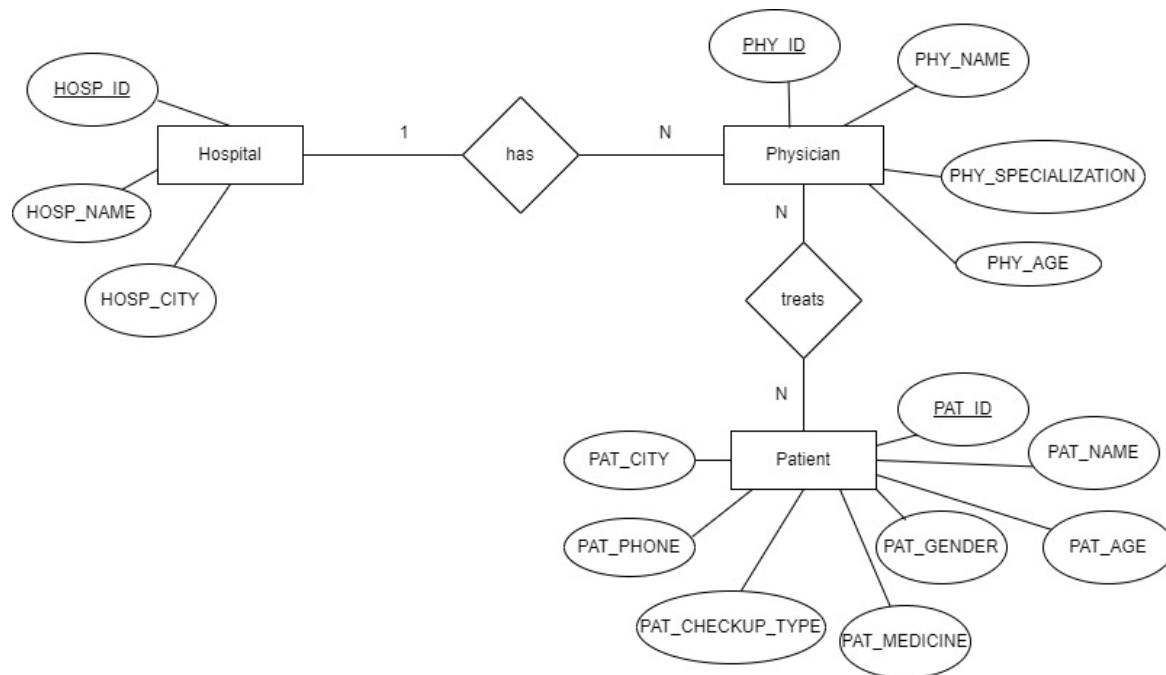 PHY_ID
PHY_NAME
HOSP_ID
1
N
Hospital
has
Physician
PHY_SPECIALIZATION
HOSP_NAME
N
PHY_AGE
HOSP_CITY
treats
N
PAT_ID
PAT_CITY
Patient
PAT_NAME
PAT_PHONE
PAT_GENDER
PAT_AGE
PAT_CHECKUP_TYPE
PAT_MEDICINE